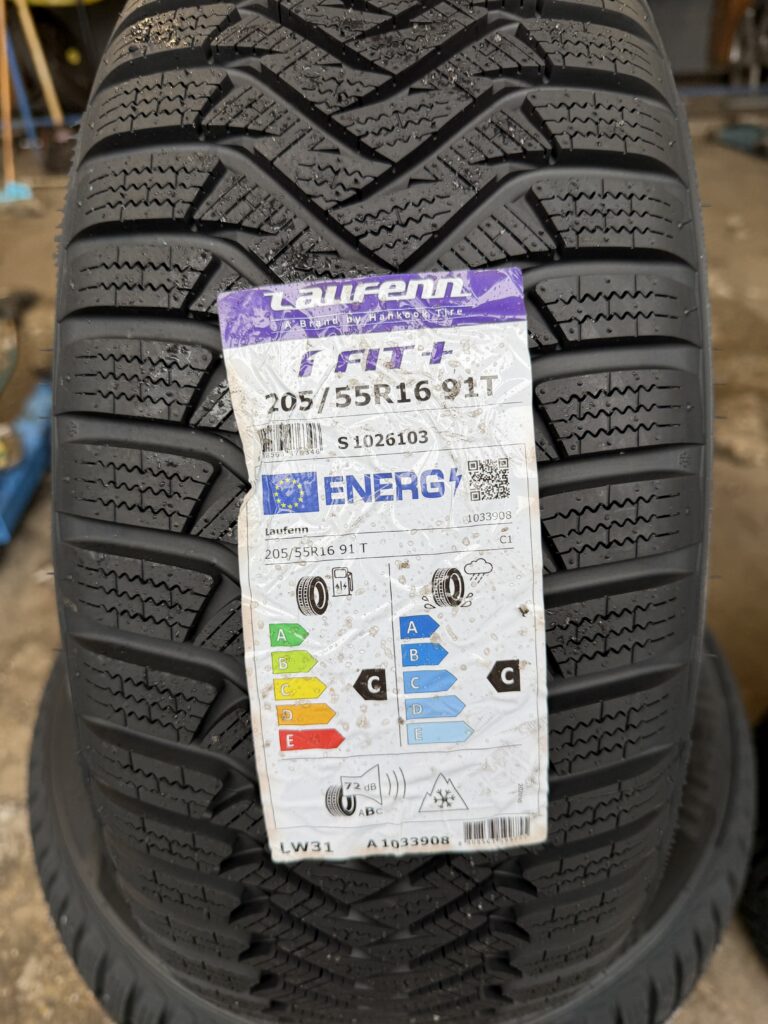 Laufenn
A Brand by Hankook Tire
i FIT+
205/55R16 91T
S 1026103
ENERG
Laufenn
1033908
205/55R16 91 T
C1
A
A
B
B
C
C
C
C
D
D
E
E
72 dB
ABC
LW31 A 1033908